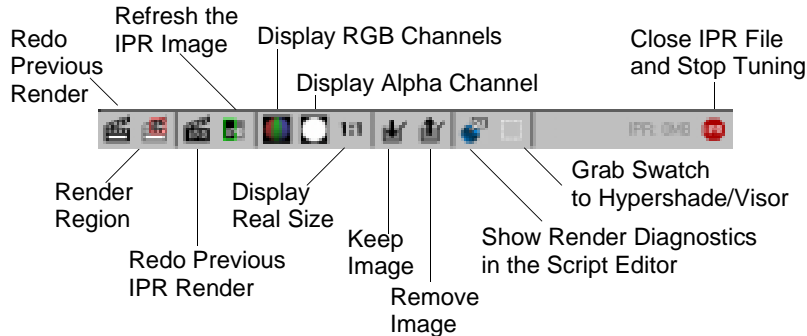 Redo
Previous
Render
Refresh the
IPR Image
Display RGB Channels
Display Alpha Channel
Close IPR File
and Stop Tuning
1:1
IPR: 0MB
Render
Region
Redo Previous
IPR Render
Display
Real Size
Keep
Image
Remove
Image
Show Render Diagnostics
in the Script Editor
Grab Swatch
to Hypershade/Visor